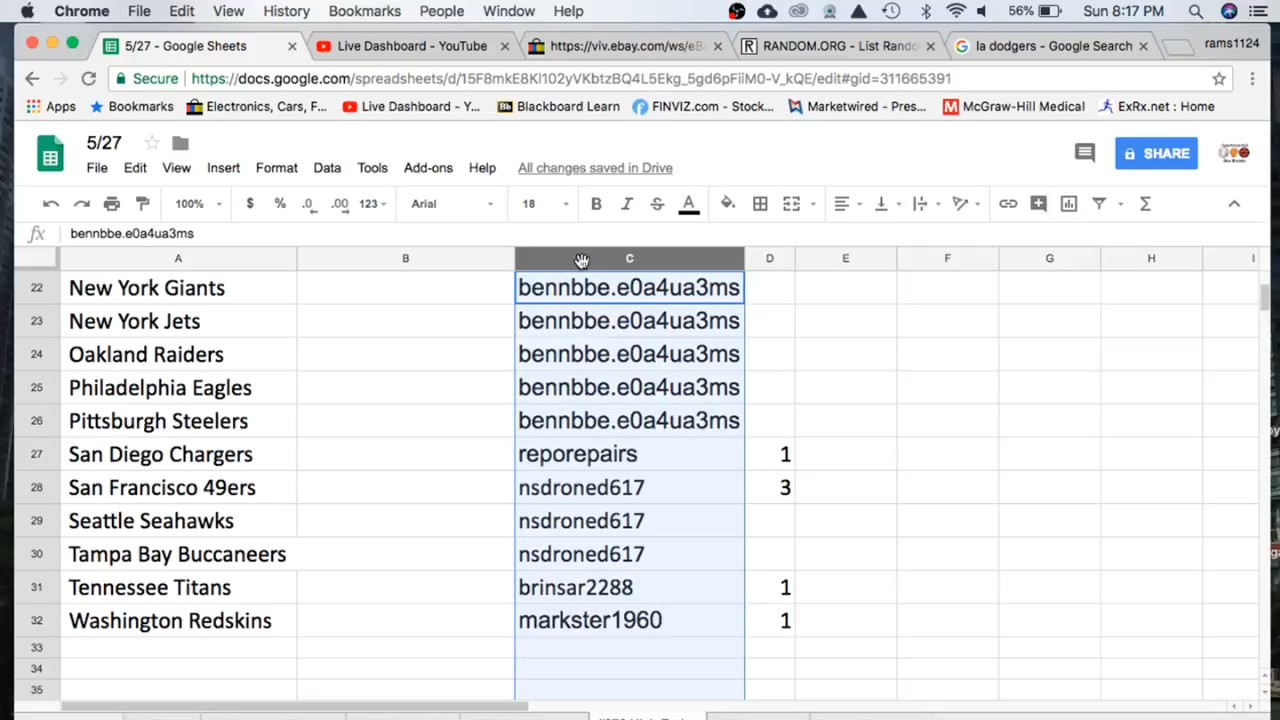 Chrome File Edit View History Bookmarks People Window Help 56% Sun 8:17 PM
5/27 - Google Sheets Live Dashboard - YouTube https://viv.ebay.com/ws/e RANDOM.ORG - List Rando la dodgers - Google Search rams1124
Secure https://docs.google.com/spreadsheets/d/15F8mkE8Kl102yVKbtzBQ4L5Ekg_5gd6pFiiM0-V_kQE/edit#gid=311665391
Apps Bookmarks Electronics, Cars, F... Live Dashboard - Y... Blackboard Learn FINVIZ.com - Stock... Marketwired - Pres... McGraw-Hill Medical ExRx.net : Home
5/27 SHARE
File Edit View Insert Format Data Tools Add-ons Help All changes saved in Drive
100% $ % .0 .00 123 Arial 18 B I S A
fx bennbbe.e0a4ua3ms
A B C D E F G H I
22 New York Giants bennbbe.e0a4ua3ms
23 New York Jets bennbbe.e0a4ua3ms
24 Oakland Raiders bennbbe.e0a4ua3ms
25 Philadelphia Eagles bennbbe.e0a4ua3ms
26 Pittsburgh Steelers bennbbe.e0a4ua3ms
27 San Diego Chargers reporepairs 1
28 San Francisco 49ers nsdroned617 3
29 Seattle Seahawks nsdroned617
30 Tampa Bay Buccaneers nsdroned617
31 Tennessee Titans brinsar2288 1
32 Washington Redskins markster1960 1
33
34
35